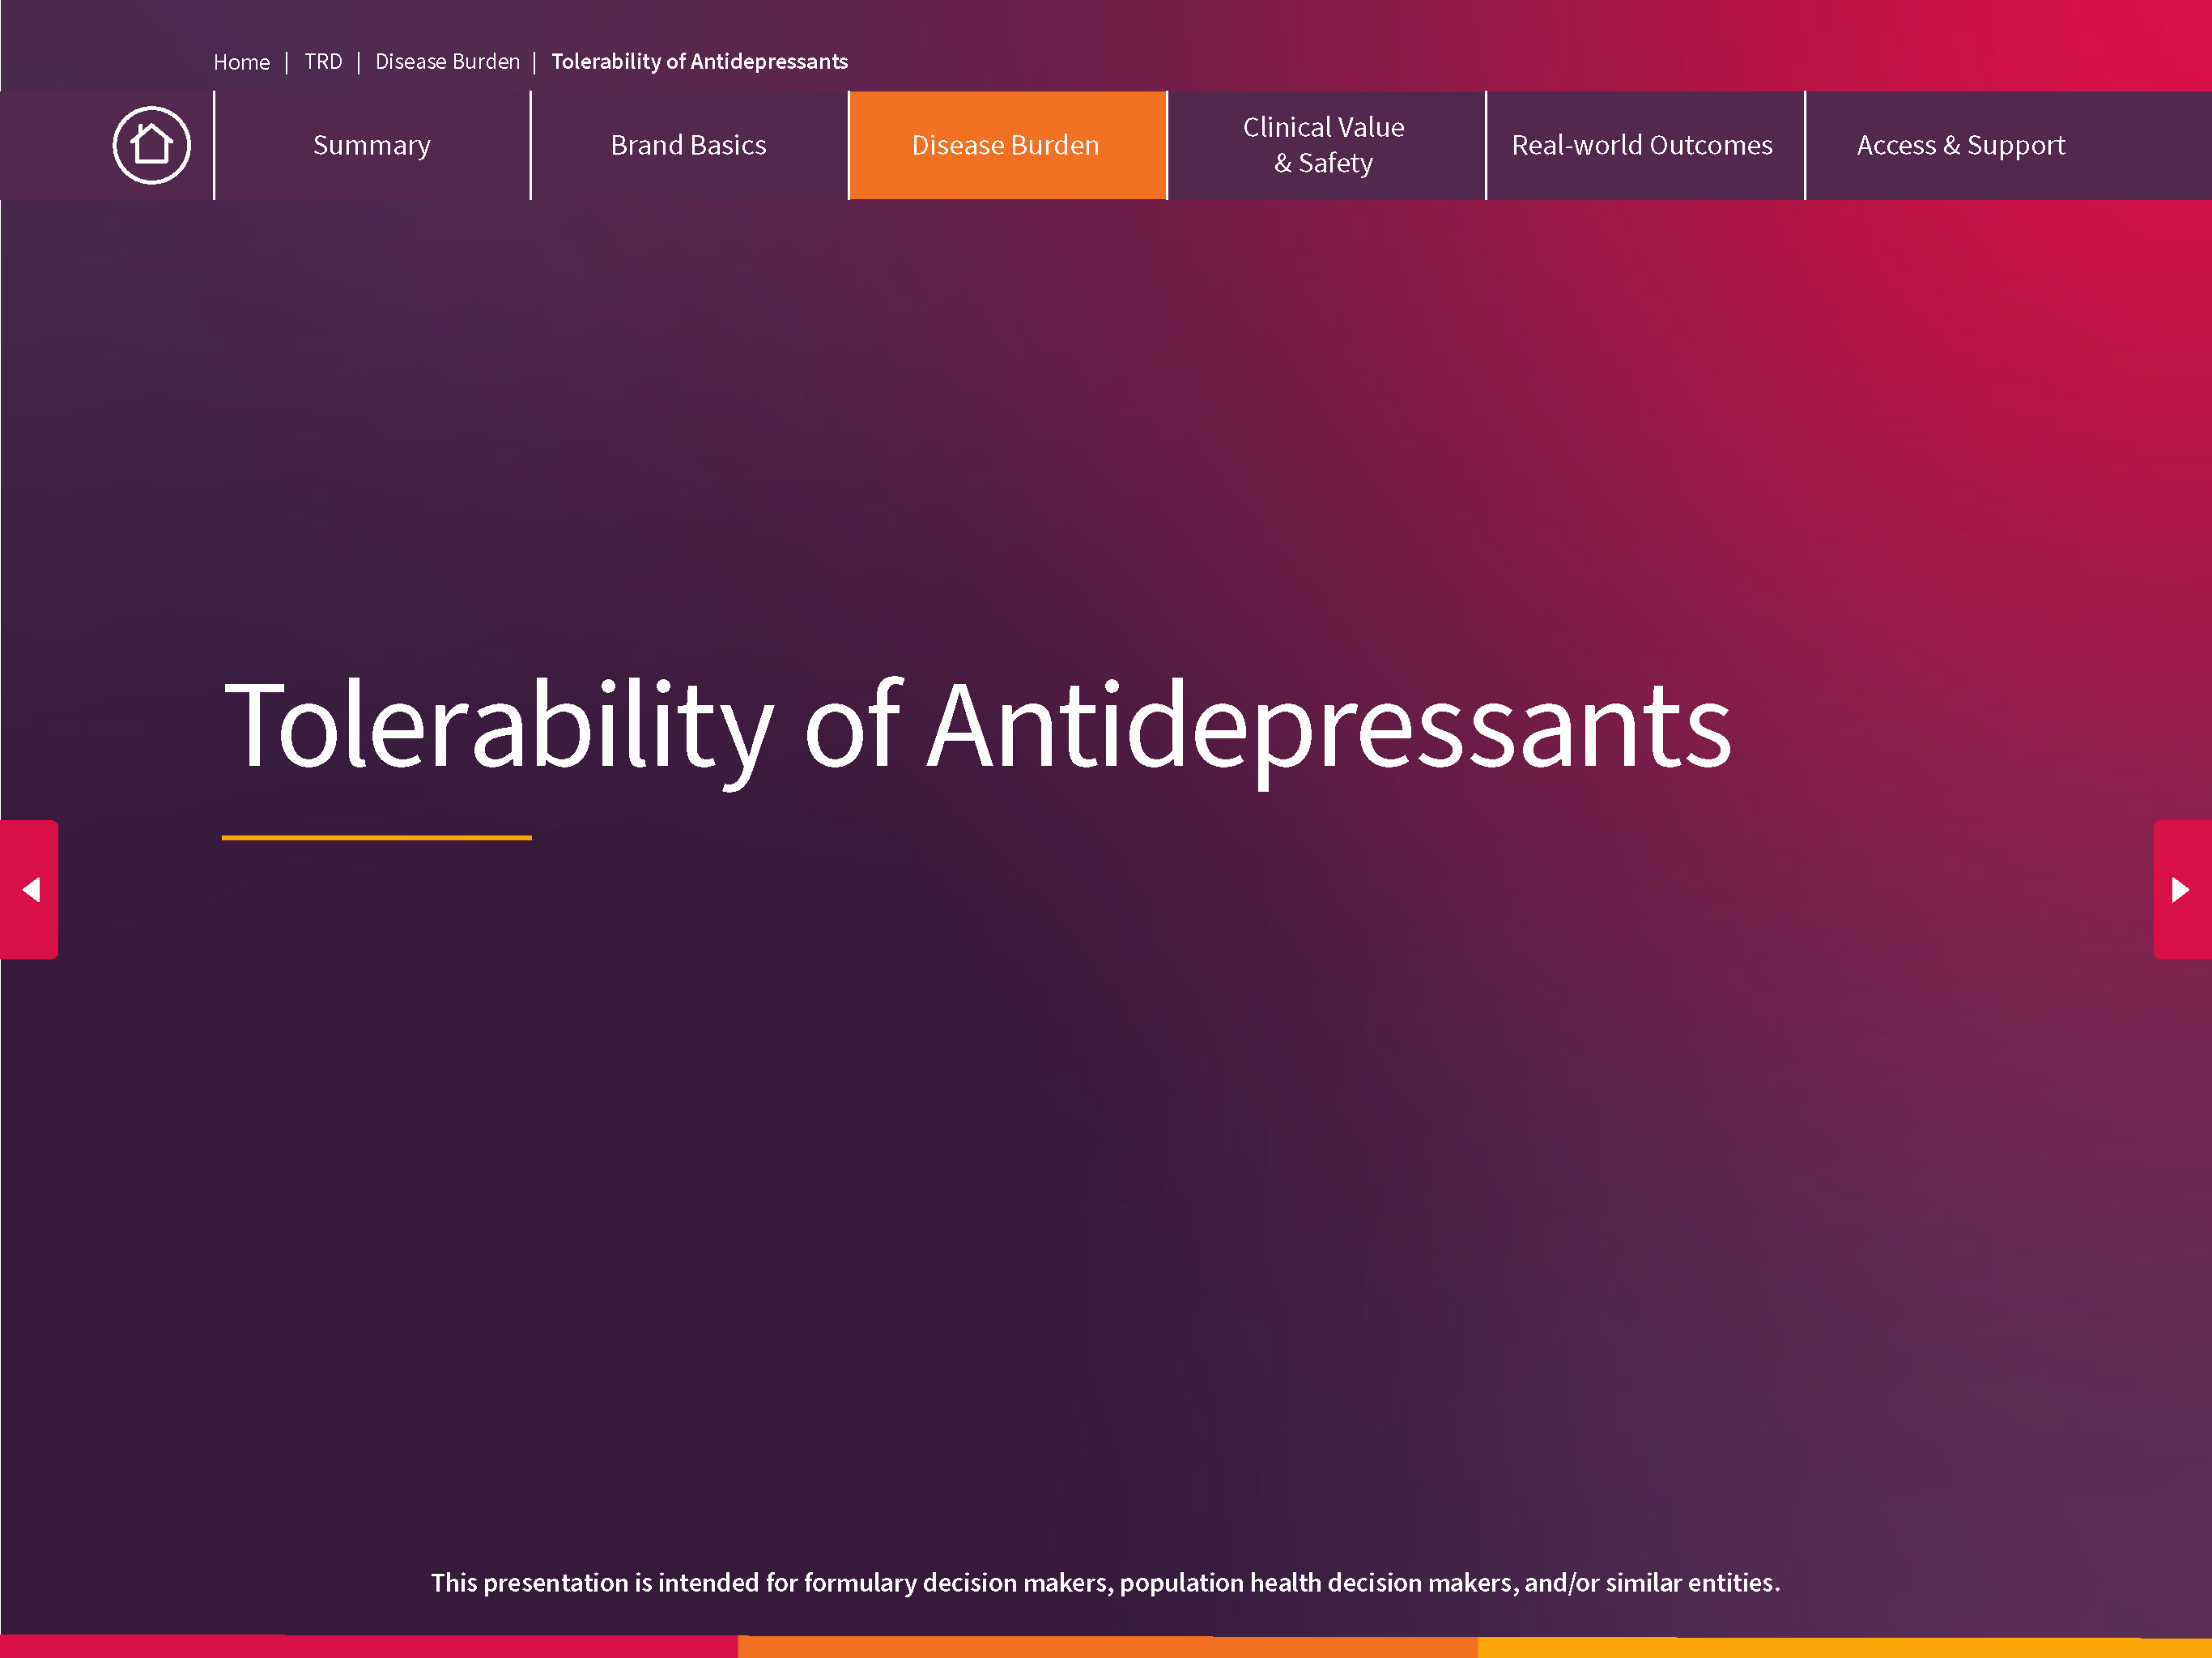 Home | TRD | Disease Burden | Tolerability of Antidepressants
Summary
Brand Basics
Disease Burden
Clinical Value
& Safety
Real-world Outcomes
Access & Support
Tolerability of Antidepressants
This presentation is intended for formulary decision makers, population health decision makers, and/or similar entities.